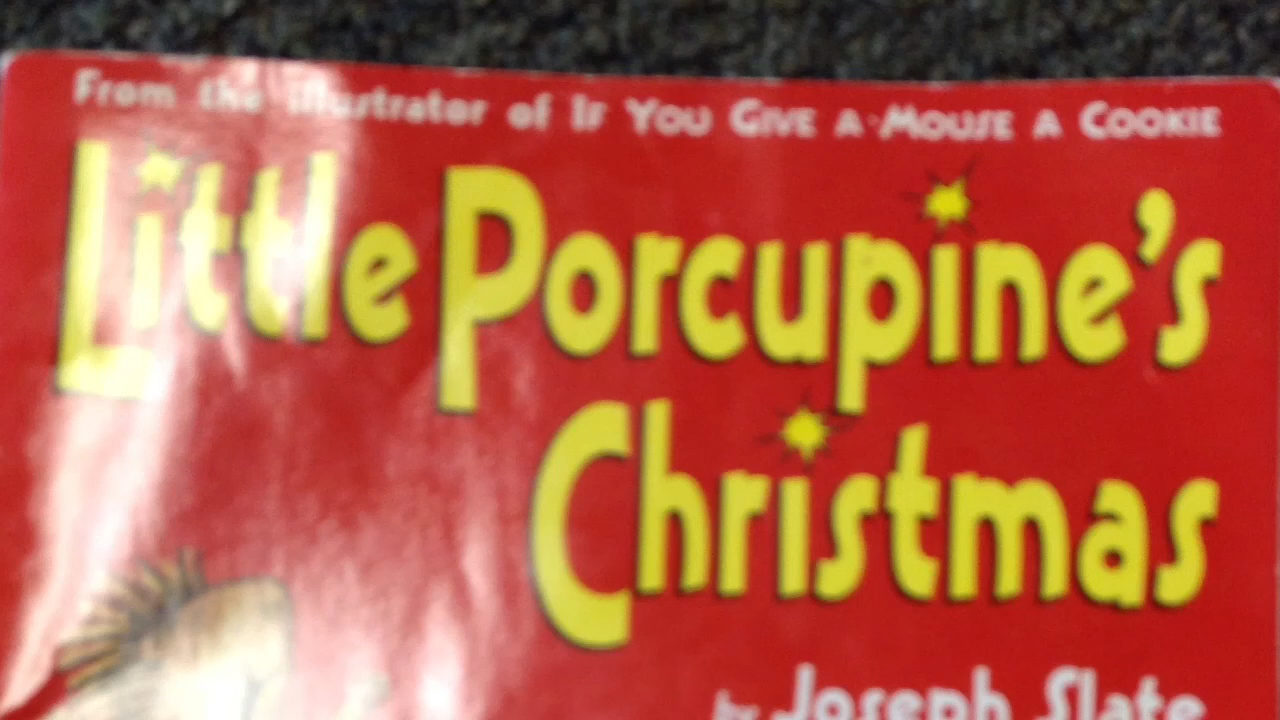 From the illustrator of IF YOU GIVE A MOUSE A COOKIE
Little Porcupine's
Christmas
by Joseph Slate